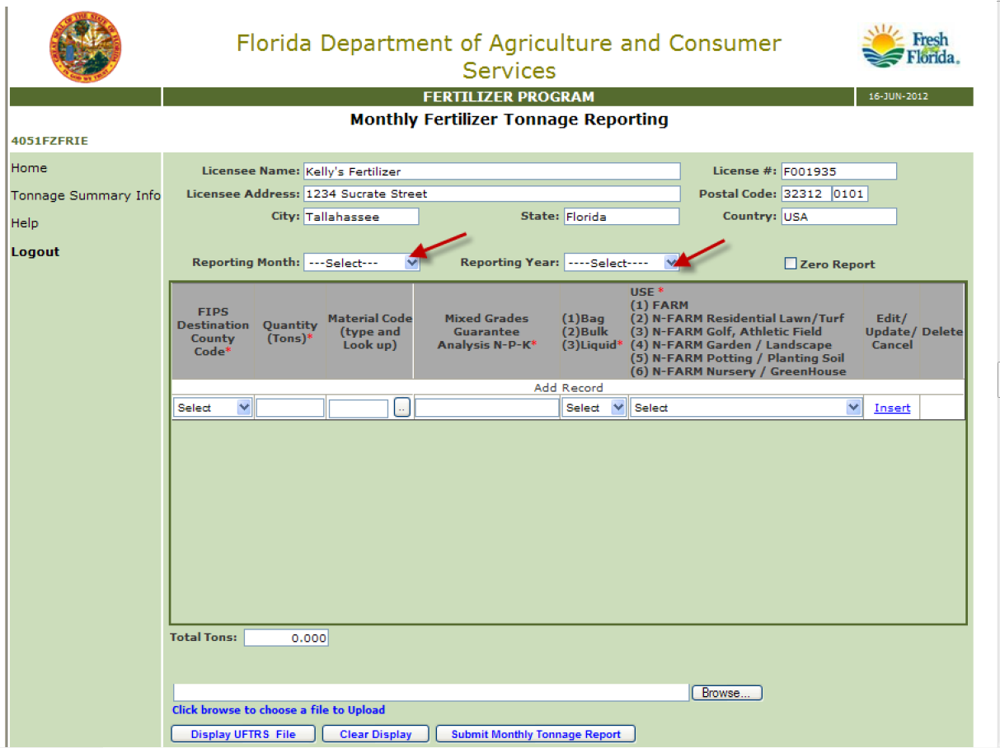 Florida Department of Agriculture and Consumer
Services
Fresh
Florida.
FERTILIZER PROGRAM
16-JUN-2012
Monthly Fertilizer Tonnage Reporting
4051FZFRIE
Home
Tonnage Summary Info
Help
Logout
Licensee Name: Kelly's Fertilizer License #: F001935
Licensee Address: 1234 Sucrate Street Postal Code: 32312 0101
City: Tallahassee State: Florida Country: USA
Reporting Month: ---Select--- Reporting Year: ----Select---- Zero Report
FIPS
Destination
County
Code*
Quantity
(Tons)*
Material Code
(type and
Look up)
Mixed Grades
Guarantee
Analysis N-P-K*
(1)Bag
(2)Bulk
(3)Liquid*
USE *
(1) FARM
(2) N-FARM Residential Lawn/Turf
(3) N-FARM Golf, Athletic Field
(4) N-FARM Garden / Landscape
(5) N-FARM Potting / Planting Soil
(6) N-FARM Nursery / GreenHouse
Edit/
Update/
Cancel
Delete
Add Record
Select .. Select Select Insert
Total Tons: 0.000
Browse...
Click browse to choose a file to Upload
Display UFTRS File Clear Display Submit Monthly Tonnage Report